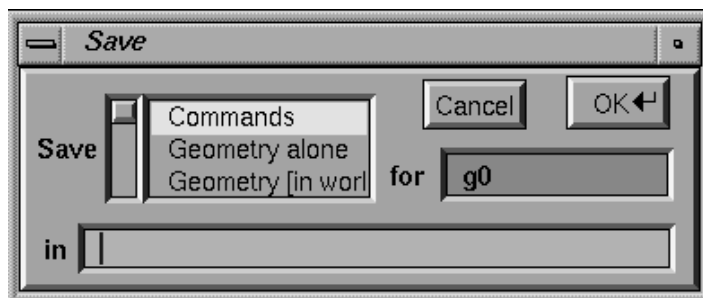 Save
Cancel
OK
Save
Commands
Geometry alone
Geometry [in worl
for
g0
in